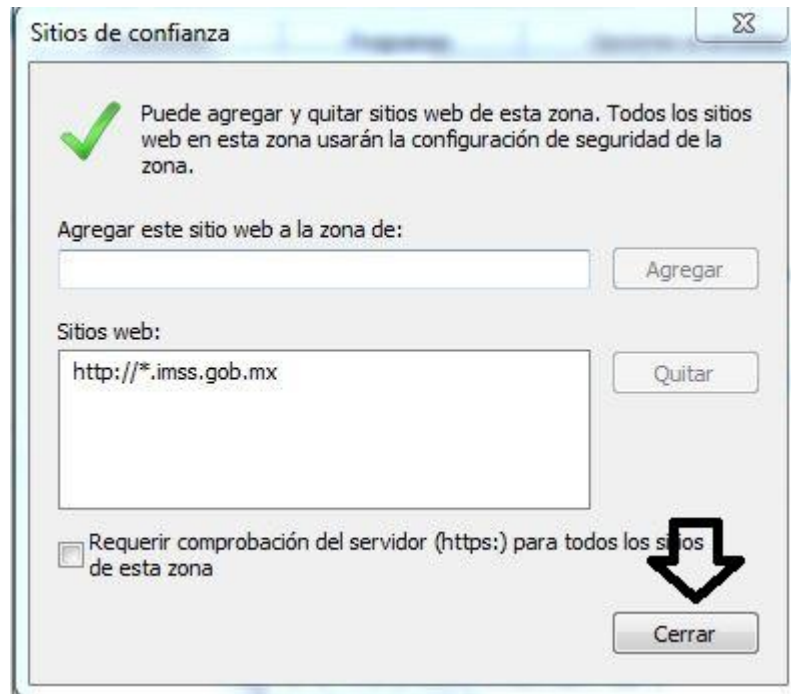 Sitios de confianza
Puede agregar y quitar sitios web de esta zona. Todos los sitios
web en esta zona usarán la configuración de seguridad de la
zona.
Agregar este sitio web a la zona de:
Agregar
Sitios web:
http://*.imss.gob.mx
Quitar
Requerir comprobación del servidor (https:) para todos los sitios
de esta zona
Cerrar